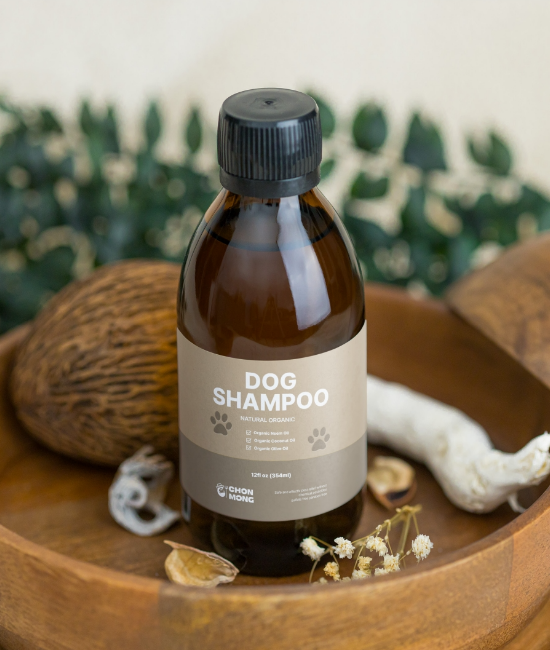 DOG
SHAMPOO
NATURAL ORGANIC
Organic Neem Oil
Organic Coconut Oil
Organic Olive Oil
12fl oz (354ml)
CHON
MONG